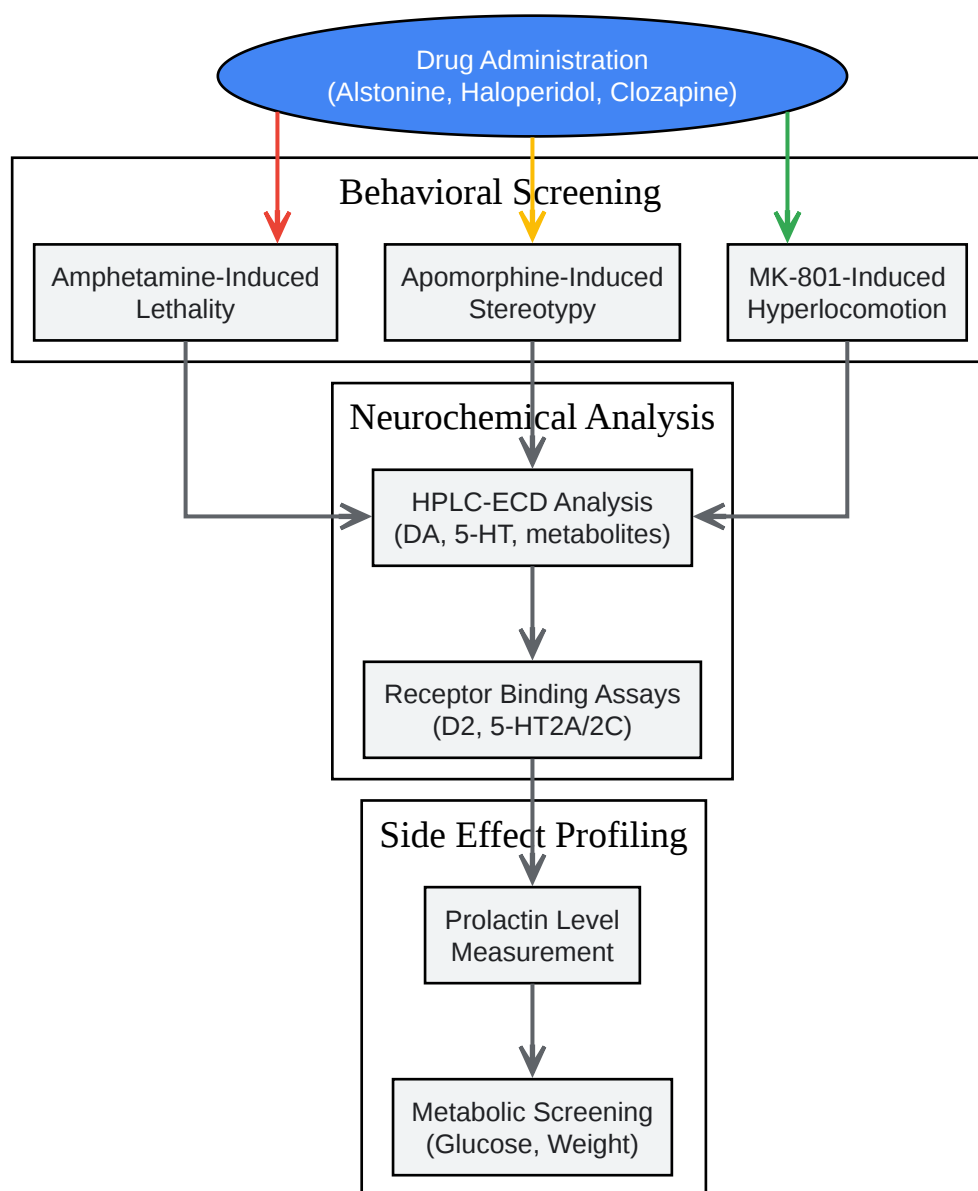 Drug Administration
(Alstonine, Haloperidol, Clozapine)
Behavioral Screening
Amphetamine-Induced
Lethality
Apomorphine-Induced
Stereotypy
MK-801-Induced
Hyperlocomotion
Neurochemical Analysis
HPLC-ECD Analysis
(DA, 5-HT, metabolites)
Receptor Binding Assays
(D2, 5-HT2A/2C)
Side Effect Profiling
Prolactin Level
Measurement
Metabolic Screening
(Glucose, Weight)